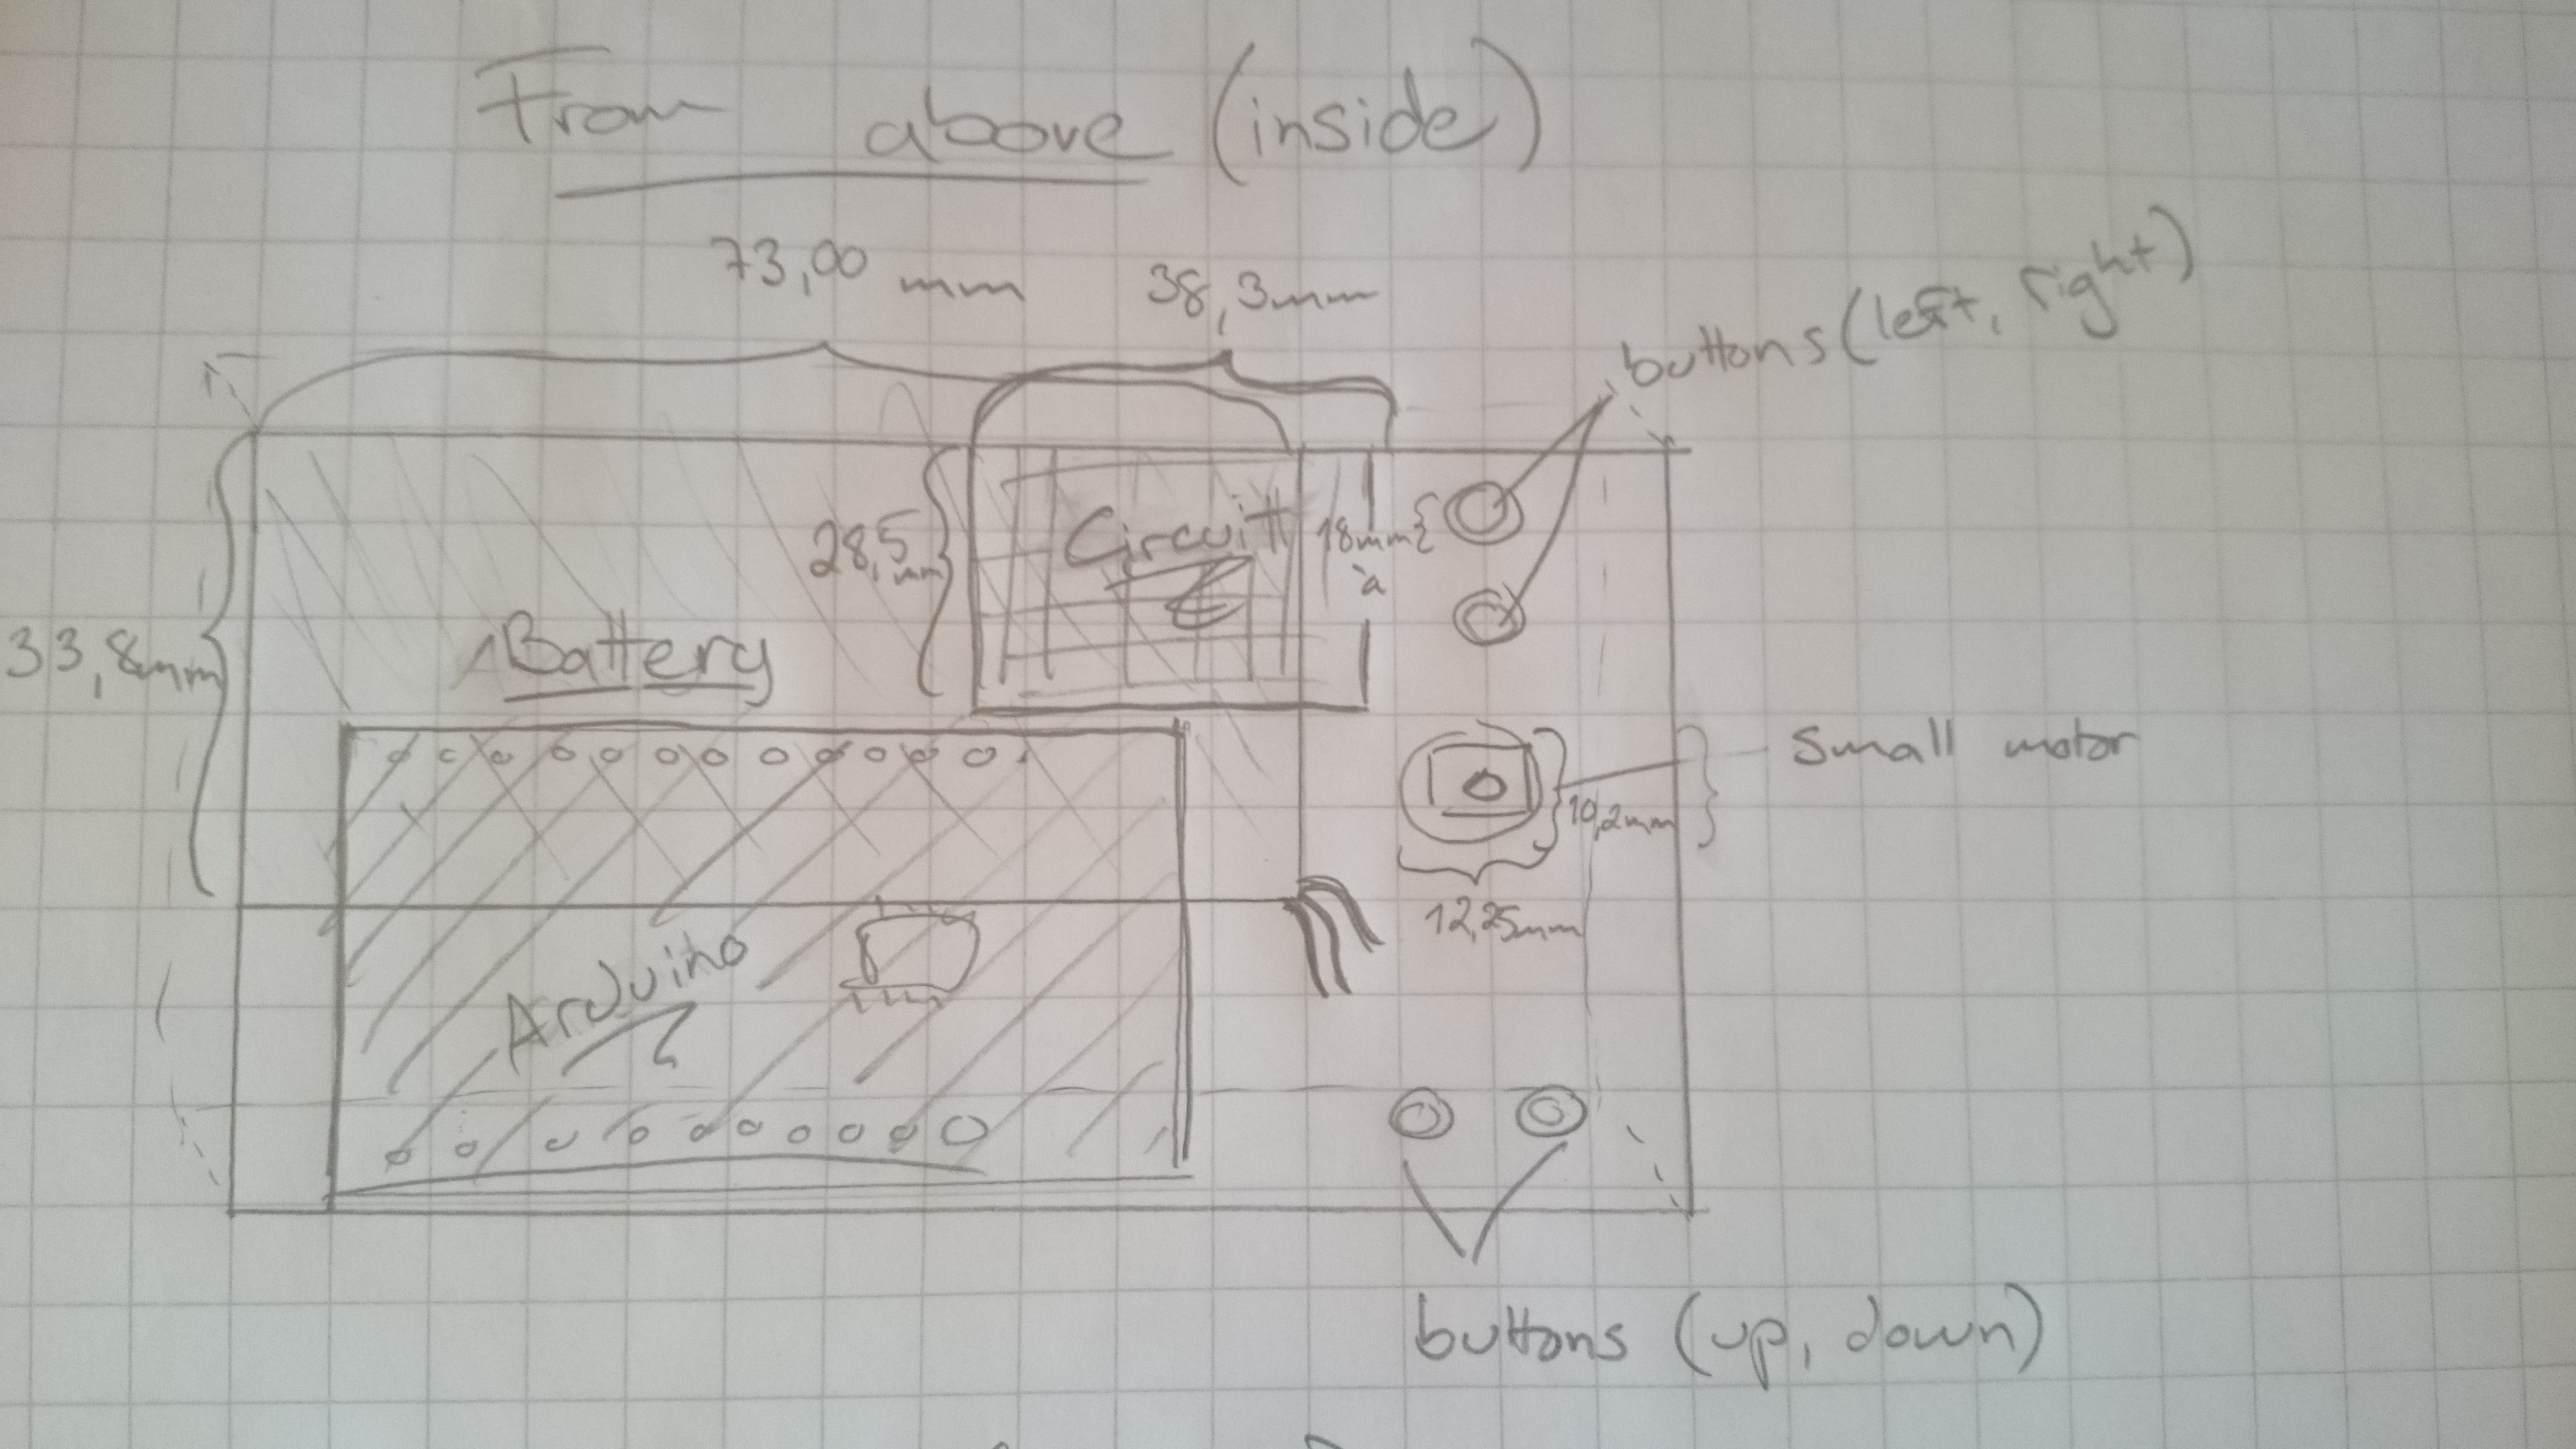 From above (inside)
73,00 mm
38,3mm
33,8mm
Battery
28,5
mm
Circuit
Arduino
18mm
à
buttons (left, right)
12,25mm
10,2mm
Small motor
buttons (up, down)